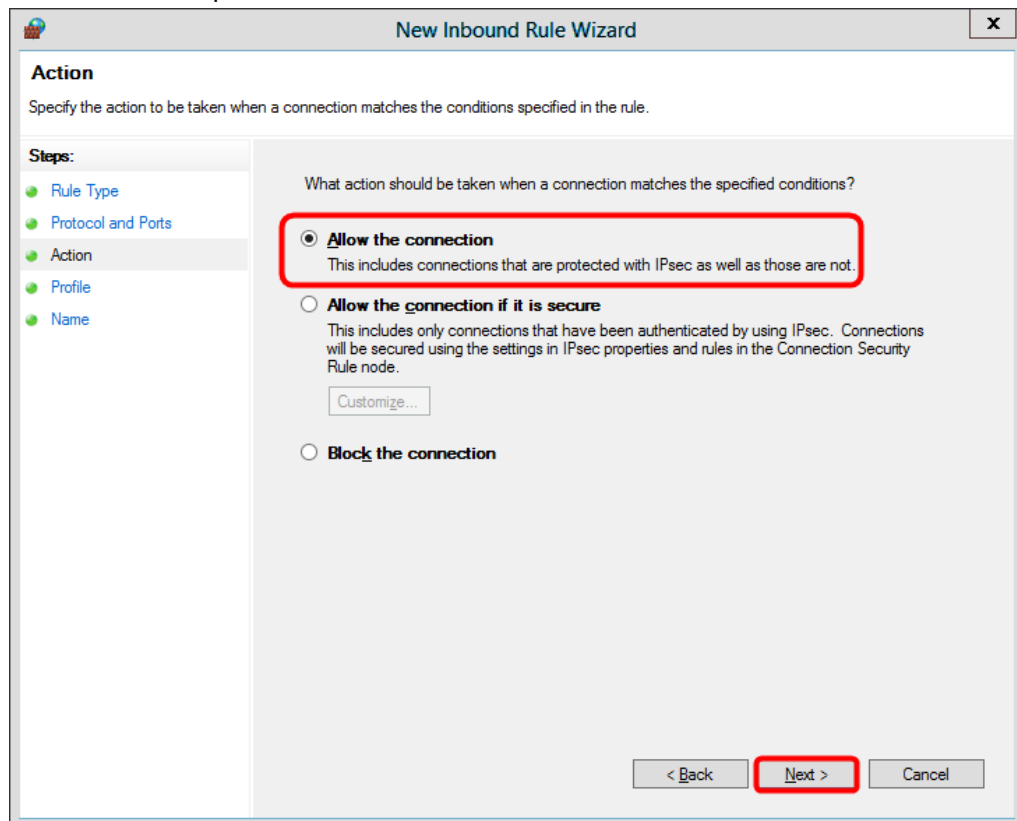 New Inbound Rule Wizard
x
Action
Specify the action to be taken when a connection matches the conditions specified in the rule.
Steps:
Rule Type
Protocol and Ports
Action
Profile
Name
What action should be taken when a connection matches the specified conditions?
Allow the connection
This includes connections that are protected with IPsec as well as those are not.
Allow the connection if it is secure
This includes only connections that have been authenticated by using IPsec. Connections
will be secured using the settings in IPsec properties and rules in the Connection Security
Rule node.
Customize...
Block the connection
< Back
Next >
Cancel